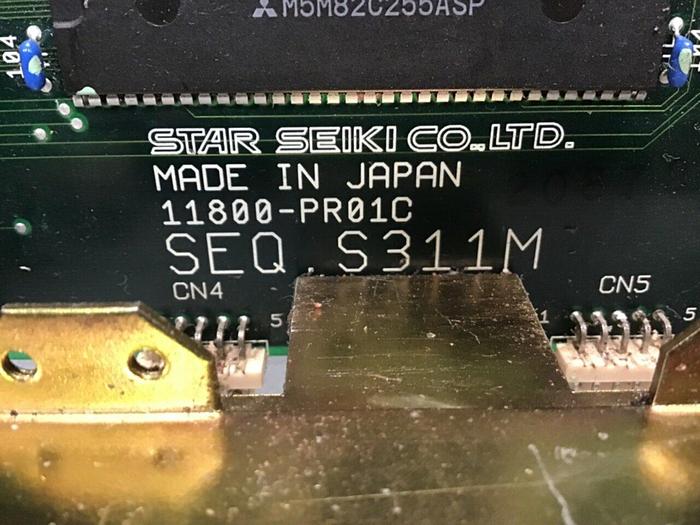 M5M82C255ASP
104
STAR SEIKI CO.,LTD.
MADE IN JAPAN
11800-PR01C
SEQ S311M
CN4
CN5
5
1
5